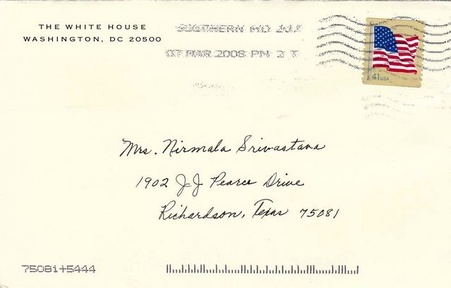 THE WHITE HOUSE
WASHINGTON, DC 20500
SOUTHERN MD 207
07 MAR 2008 PM 2 T
41 USA
Mrs. Nirmala Srivastava
1902 JJ Pearce Drive
Richardson, Texas 75081
75081+5444